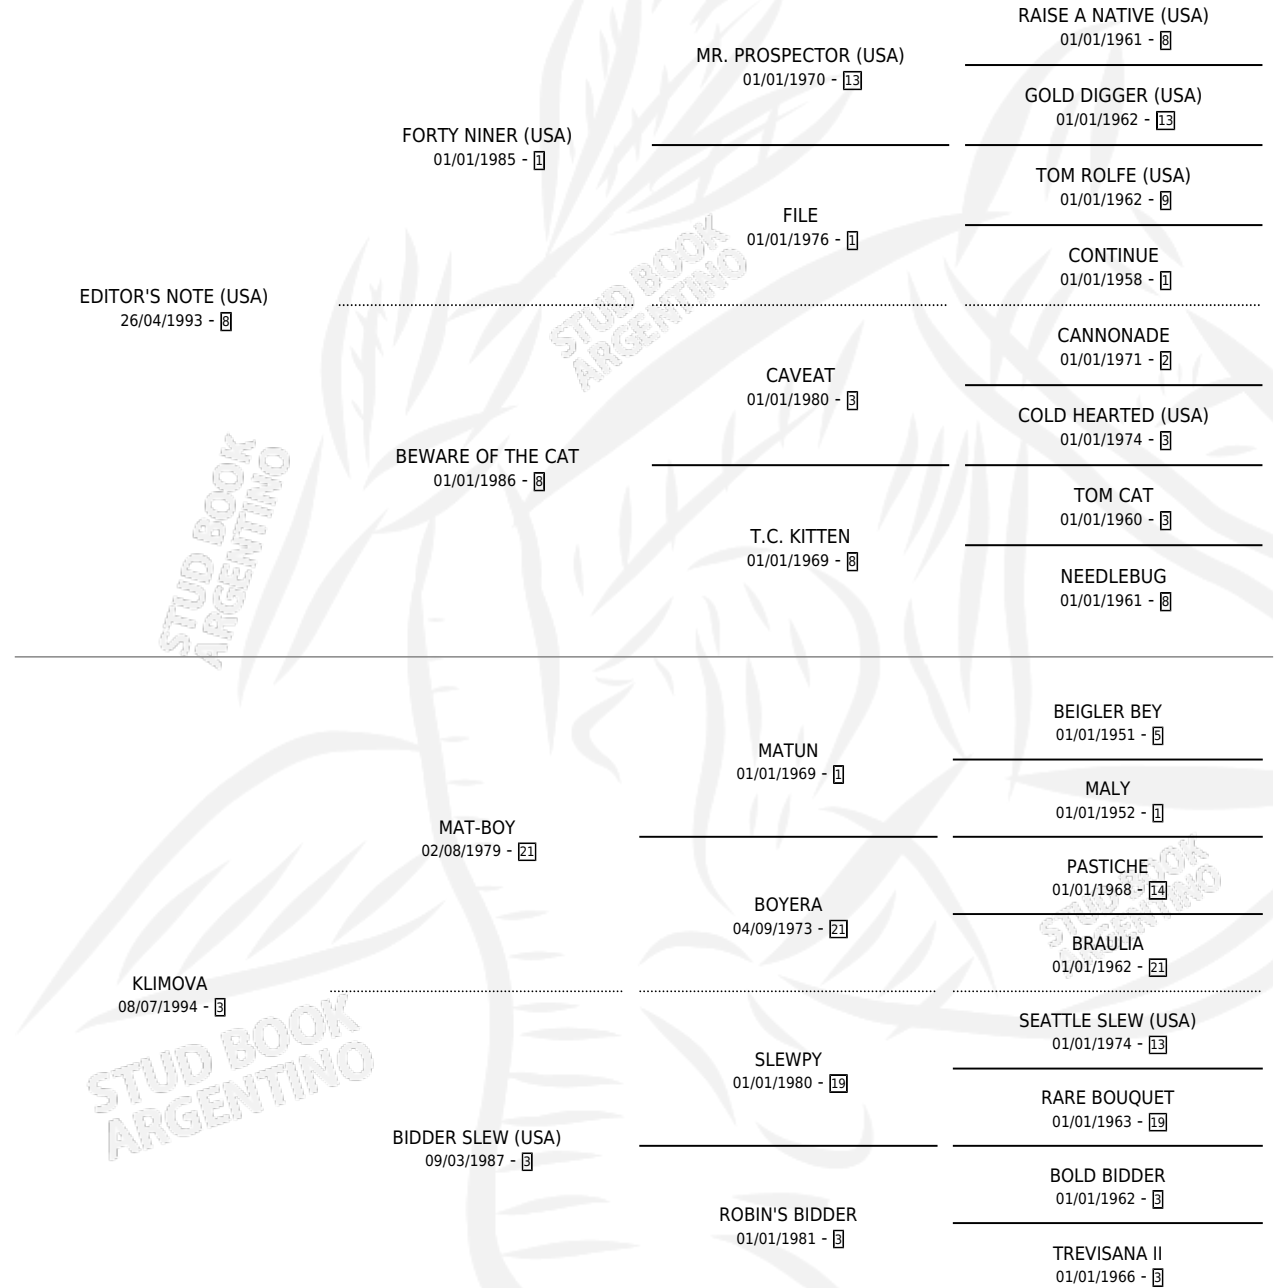 RAISE A NATIVE (USA)
01/01/1961 - 8
MR. PROSPECTOR (USA)
01/01/1970 - 13
GOLD DIGGER (USA)
01/01/1962 - 13
FORTY NINER (USA)
01/01/1985 - 1
TOM ROLFE (USA)
01/01/1962 - 9
FILE
01/01/1976 - 1
CONTINUE
01/01/1958 - 1
EDITOR'S NOTE (USA)
26/04/1993 - 8
STUD BOOK
ARGENTINO
CANNONADE
01/01/1971 - 2
CAVEAT
01/01/1980 - 3
COLD HEARTED (USA)
01/01/1974 - 3
BEWARE OF THE CAT
01/01/1986 - 8
TOM CAT
01/01/1960 - 3
T.C. KITTEN
01/01/1969 - 8
NEEDLEBUG
01/01/1961 - 8
STUD BOOK
ARGENTINO
BEIGLER BEY
01/01/1951 - 5
MATUN
01/01/1969 - 1
MALY
01/01/1952 - 1
MAT-BOY
02/08/1979 - 21
PASTICHE
01/01/1968 - 14
BOYERA
04/09/1973 - 21
BRAULIA
01/01/1962 - 21
STUD BOOK
ARGENTINO
KLIMOVA
08/07/1994 - 3
SEATTLE SLEW (USA)
01/01/1974 - 13
SLEWPY
01/01/1980 - 19
RARE BOUQUET
01/01/1963 - 19
STUD BOOK
ARGENTINO
BIDDER SLEW (USA)
09/03/1987 - 3
BOLD BIDDER
01/01/1962 - 3
ROBIN'S BIDDER
01/01/1981 - 3
TREVISANA II
01/01/1966 - 3